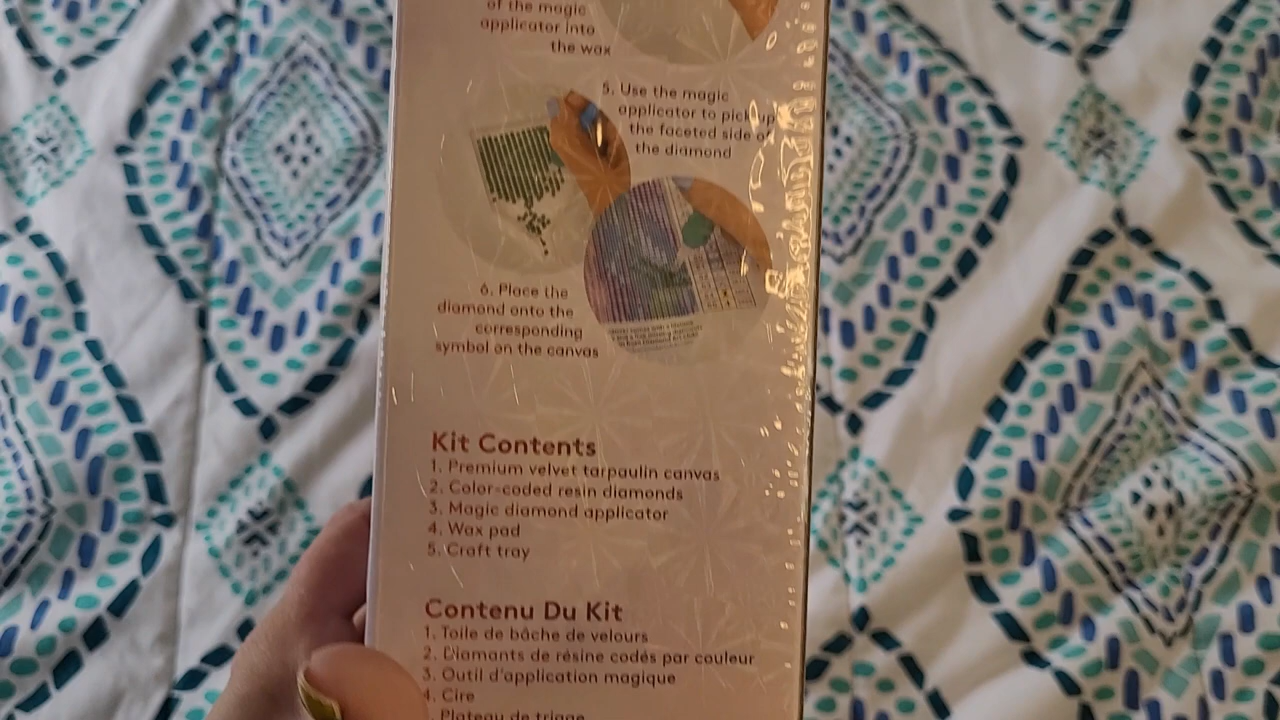 of the magic
applicator into
the wax
5. Use the magic
applicator to pick up
the faceted side of
the diamond
6. Place the
diamond onto the
corresponding
symbol on the canvas
Kit Contents
1. Premium velvet tarpaulin canvas
2. Color-coded resin diamonds
3. Magic diamond applicator
4. Wax pad
5. Craft tray
Contenu Du Kit
1. Toile de bâche de velours
2. Diamants de résine codés par couleur
3. Outil d'application magique
4. Cire
. Plateau de triage